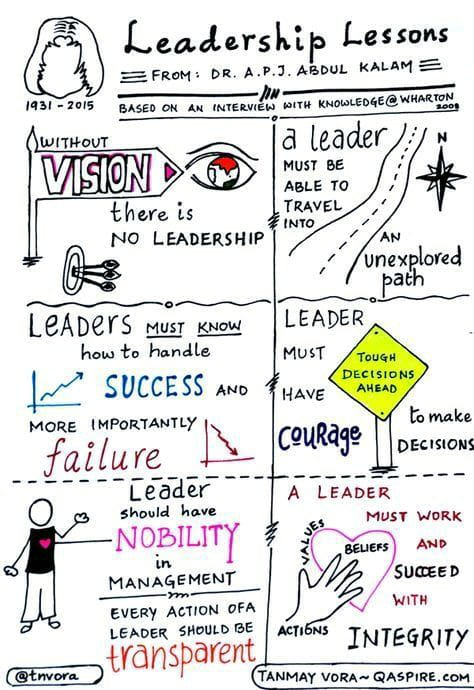 Leadership Lessons
FROM: DR. A.P.J. ABDUL KALAM
1931 - 2015
BASED ON AN INTERVIEW WITH KNOWLEDGE@WHARTON
2008
WITHOUT
VISION
there is
NO LEADERSHIP
a leader
MUST BE
ABLE TO
TRAVEL
INTO
AN
unexplored
path
N
LEADERS MUST KNOW
how to handle
SUCCESS AND
MORE IMPORTANTLY
failure
LEADER
MUST
HAVE
COURAGE
TOUGH
DECISIONS
AHEAD
to make
DECISIONS
Leader
should have
NOBILITY
in
MANAGEMENT
EVERY ACTION OF A
LEADER SHOULD BE
transparent
A LEADER
MUST WORK
AND
SUCCEED
WITH
INTEGRITY
VALUES
BELIEFS
ACTIONS
@tnvora
TANMAY VORA~QASPIRE.COM